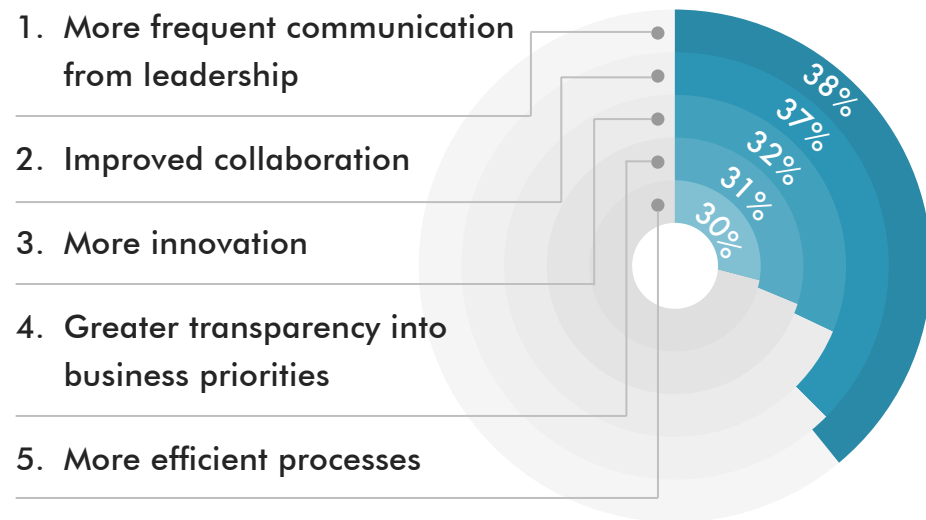 1. More frequent communication
from leadership
2. Improved collaboration
3. More innovation
4. Greater transparency into
business priorities
5. More efficient processes
38%
37%
32%
31%
30%